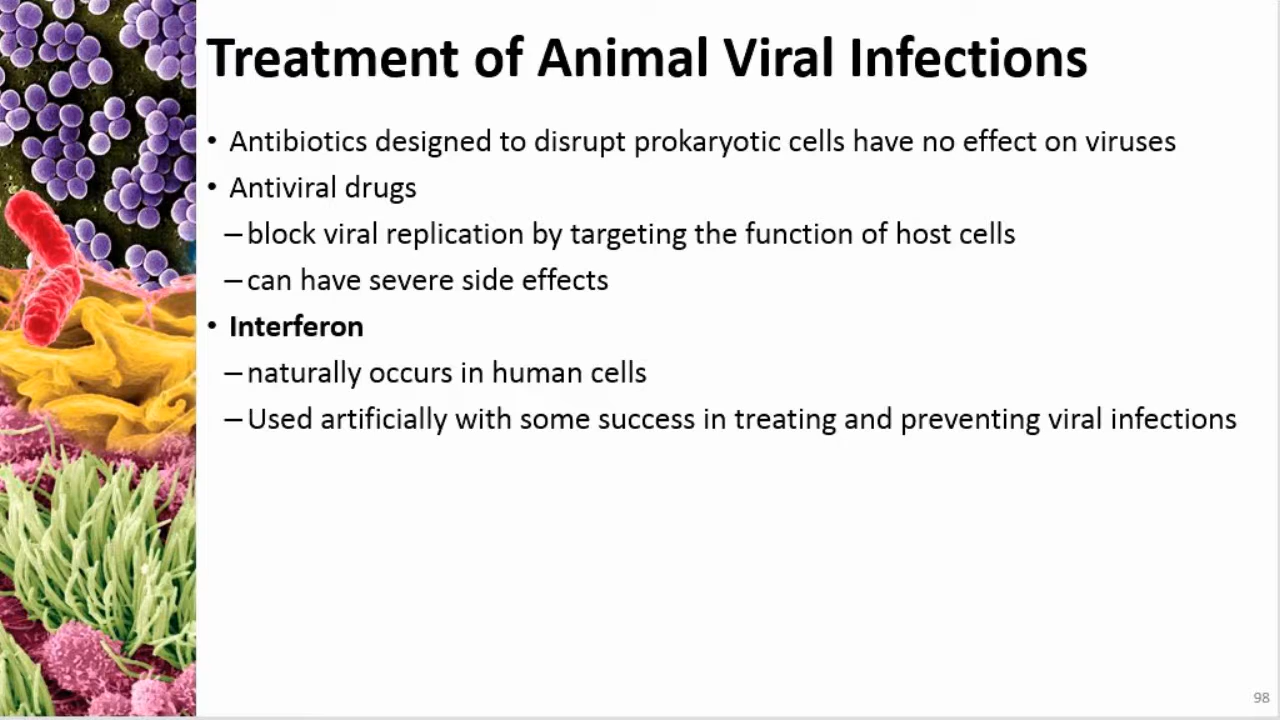 Treatment of Animal Viral Infections
• Antibiotics designed to disrupt prokaryotic cells have no effect on viruses
• Antiviral drugs
–block viral replication by targeting the function of host cells
–can have severe side effects
• Interferon
–naturally occurs in human cells
–Used artificially with some success in treating and preventing viral infections
98